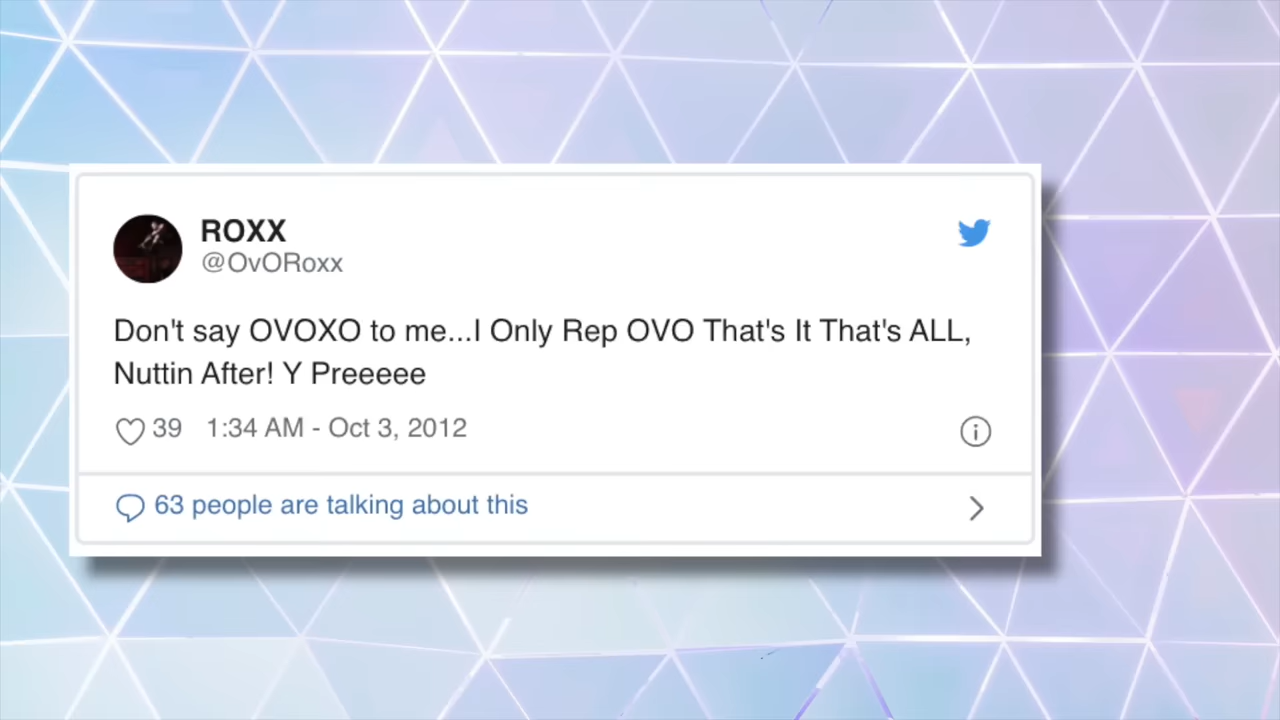 ROXX
@OvORoxx
Don't say OVOXO to me...I Only Rep OVO That's It That's ALL,
Nuttin After! Y Preeeee
39 1:34 AM - Oct 3, 2012
63 people are talking about this